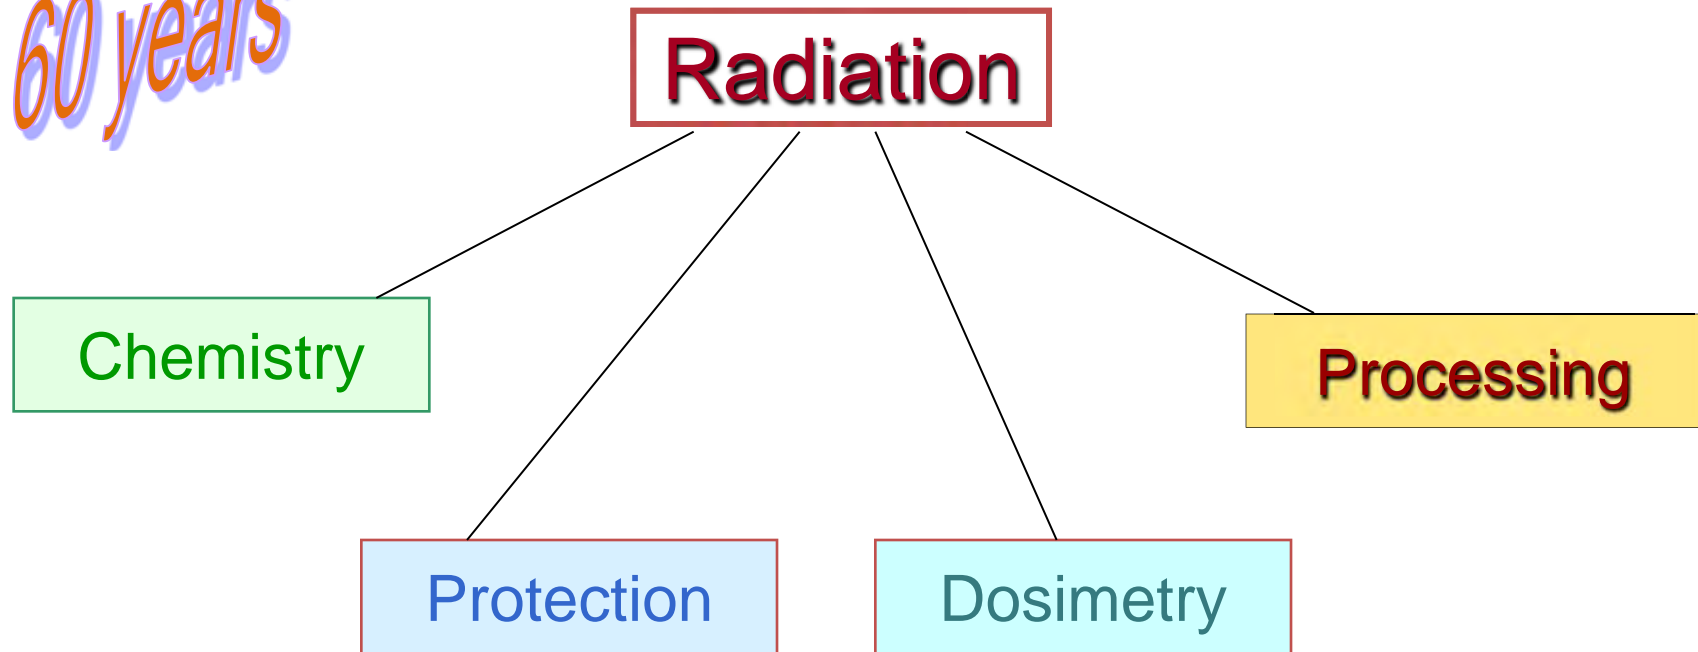 60 years
Radiation
Chemistry
Processing
Protection
Dosimetry